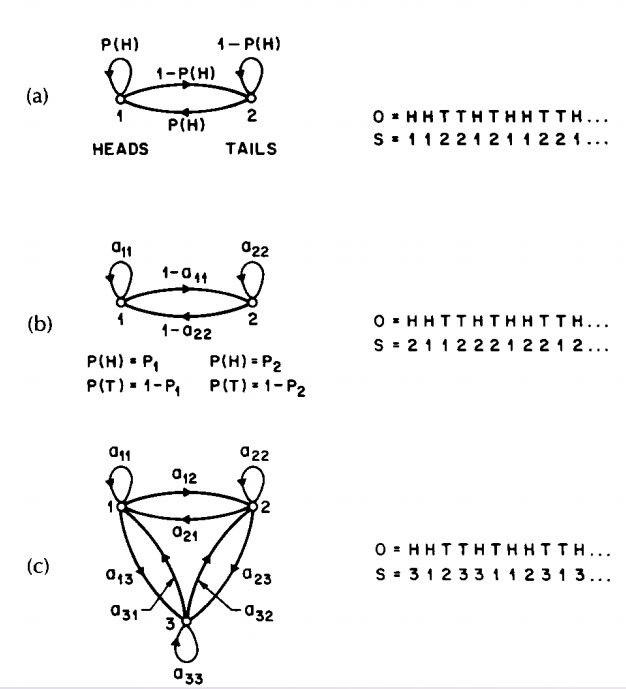 P(H) 1-P(H)
1-P(H)
(a)
1 2
P(H)
HEADS TAILS
O = H H T T H T H H T T H ...
S = 1 1 2 2 1 2 1 1 2 2 1 ...
a11 a22
1-a11
(b)
1 2
1-a22
P(H) = P1 P(H) = P2
P(T) = 1-P1 P(T) = 1-P2
O = H H T T H T H H T T H ...
S = 2 1 1 2 2 2 1 2 2 1 2 ...
a11 a22
a12
1 2
a21
(c)
a13 a23
a31 a32
3
a33
O = H H T T H T H H T T H ...
S = 3 1 2 3 3 1 1 2 3 1 3 ...